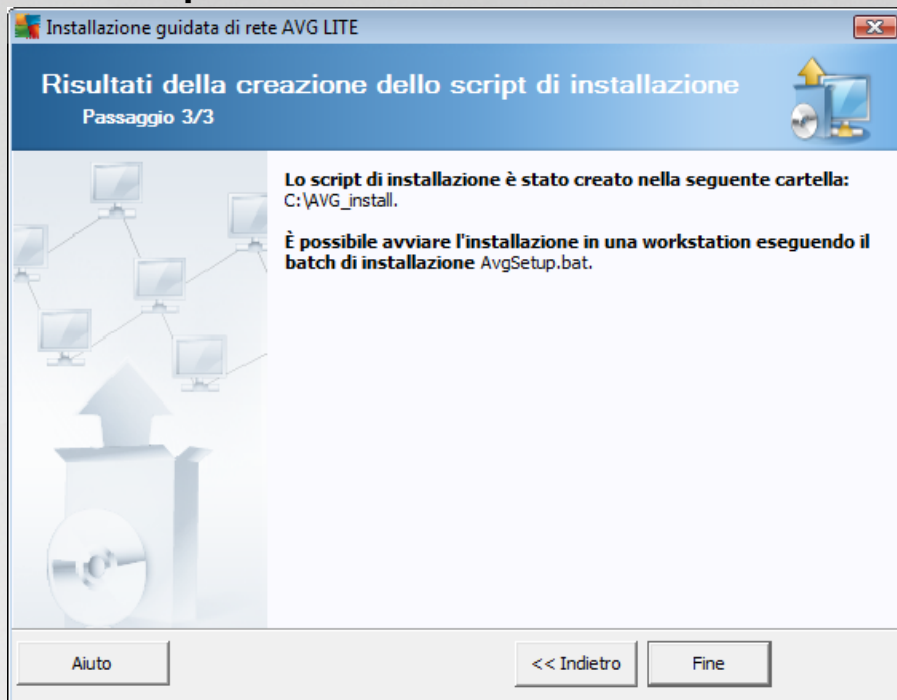 Installazione guidata di rete AVG LITE
Risultati della creazione dello script di installazione
Passaggio 3/3
Lo script di installazione è stato creato nella seguente cartella:
C:\AVG_install.
È possibile avviare l'installazione in una workstation eseguendo il
batch di installazione AvgSetup.bat.
Aiuto
<< Indietro
Fine